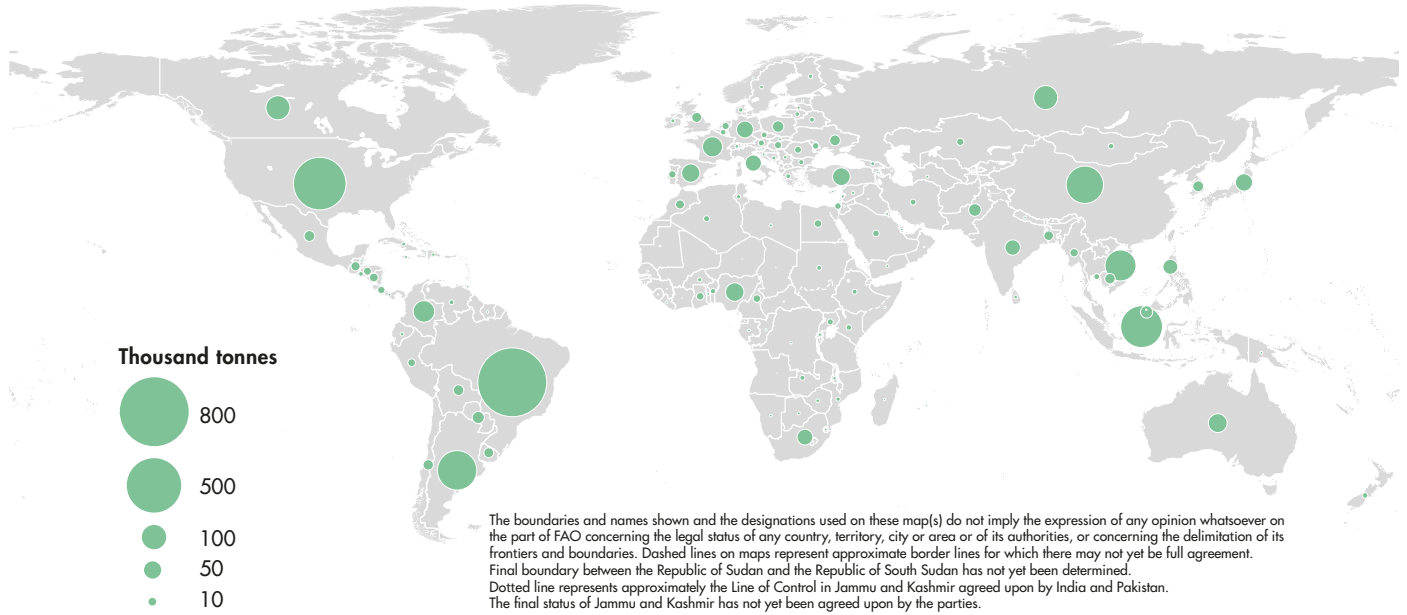 Thousand tonnes
800
500
100
50
10
The boundaries and names shown and the designations used on these map(s) do not imply the expression of any opinion whatsoever on
the part of FAO concerning the legal status of any country, territory, city or area or of its authorities, or concerning the delimitation of its
frontiers and boundaries. Dashed lines on maps represent approximate border lines for which there may not yet be full agreement.
Final boundary between the Republic of Sudan and the Republic of South Sudan has not yet been determined.
Dotted line represents approximately the Line of Control in Jammu and Kashmir agreed upon by India and Pakistan.
The final status of Jammu and Kashmir has not yet been agreed upon by the parties.